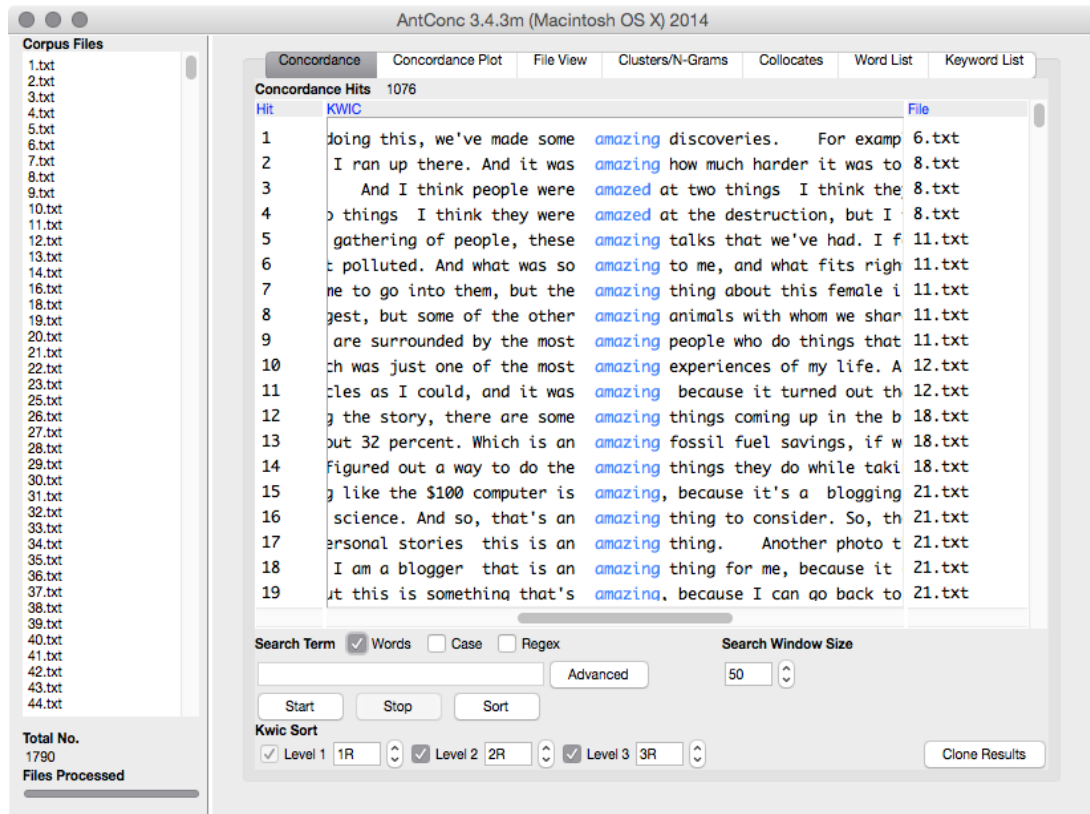 AntConc 3.4.3m (Macintosh OS X) 2014
Corpus Files
1.txt
2.txt
3.txt
4.txt
5.txt
6.txt
7.txt
8.txt
9.txt
10.txt
11.txt
12.txt
13.txt
14.txt
16.txt
18.txt
19.txt
20.txt
21.txt
22.txt
23.txt
25.txt
26.txt
27.txt
28.txt
29.txt
30.txt
31.txt
32.txt
33.txt
34.txt
35.txt
36.txt
37.txt
38.txt
39.txt
40.txt
41.txt
42.txt
43.txt
44.txt
Total No.
1790
Files Processed
Concordance Concordance Plot File View Clusters/N-Grams Collocates Word List Keyword List
Concordance Hits 1076
Hit KWIC File
1 doing this, we've made some amazing discoveries. For examp 6.txt
2 I ran up there. And it was amazing how much harder it was to 8.txt
3 And I think people were amazed at two things I think they 8.txt
4 o things I think they were amazed at the destruction, but I 8.txt
5 gathering of people, these amazing talks that we've had. I f 11.txt
6 t polluted. And what was so amazing to me, and what fits righ 11.txt
7 me to go into them, but the amazing thing about this female i 11.txt
8 gest, but some of the other amazing animals with whom we shar 11.txt
9 are surrounded by the most amazing people who do things that 11.txt
10 ch was just one of the most amazing experiences of my life. A 12.txt
11 cles as I could, and it was amazing because it turned out th 12.txt
12 g the story, there are some amazing things coming up in the b 18.txt
13 out 32 percent. Which is an amazing fossil fuel savings, if w 18.txt
14 figured out a way to do the amazing things they do while taki 18.txt
15 g like the $100 computer is amazing, because it's a blogging 21.txt
16 science. And so, that's an amazing thing to consider. So, th 21.txt
17 ersonal stories this is an amazing thing. Another photo t 21.txt
18 I am a blogger that is an amazing thing for me, because it 21.txt
19 ut this is something that's amazing, because I can go back to 21.txt
Search Term Words Case Regex Search Window Size
Advanced 50
Start Stop Sort
Kwic Sort
Level 1 1R Level 2 2R Level 3 3R Clone Results